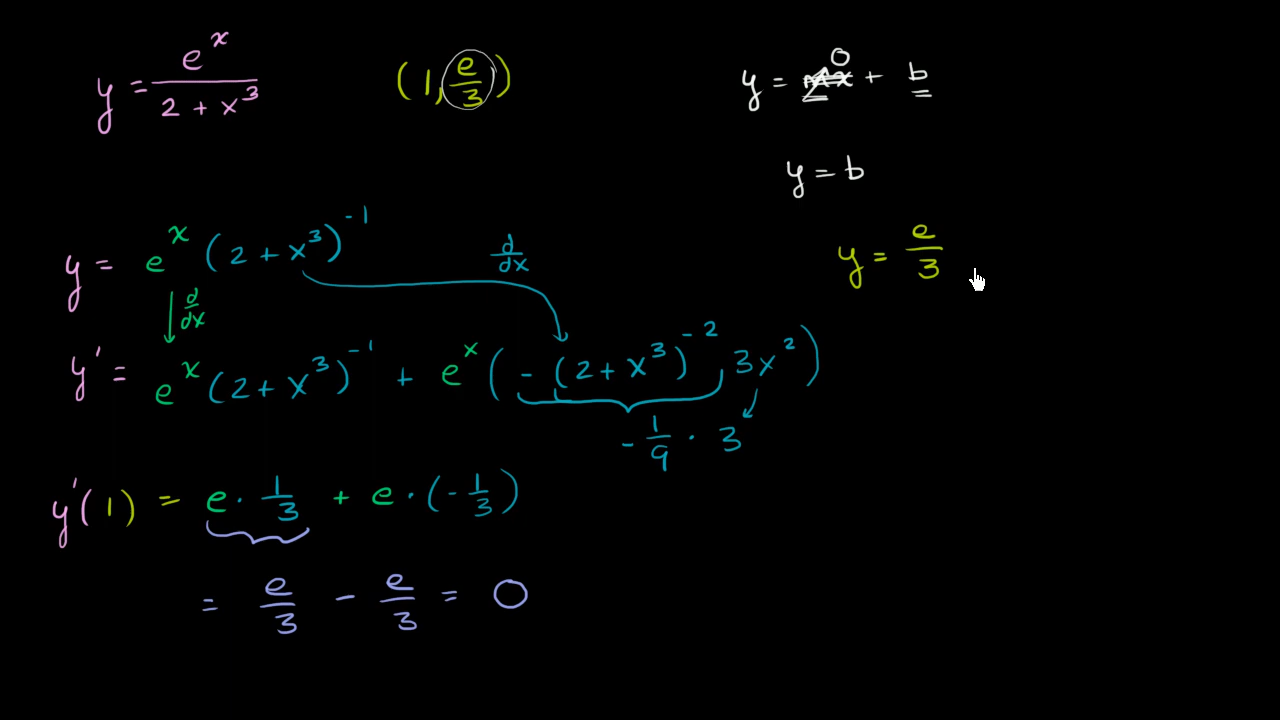 y = e^x / (2 + x^3)
(1, e/3)
y = 0 + b
y = b
y = e/3
y = e^x (2 + x^3)^-1
d/dx
d/dx
y' = e^x (2 + x^3)^-1 + e^x (-(2 + x^3)^-2 , 3x^2)
- 1/9 · 3
y'(1) = e · 1/3 + e · (- 1/3)
= e/3 - e/3 = 0